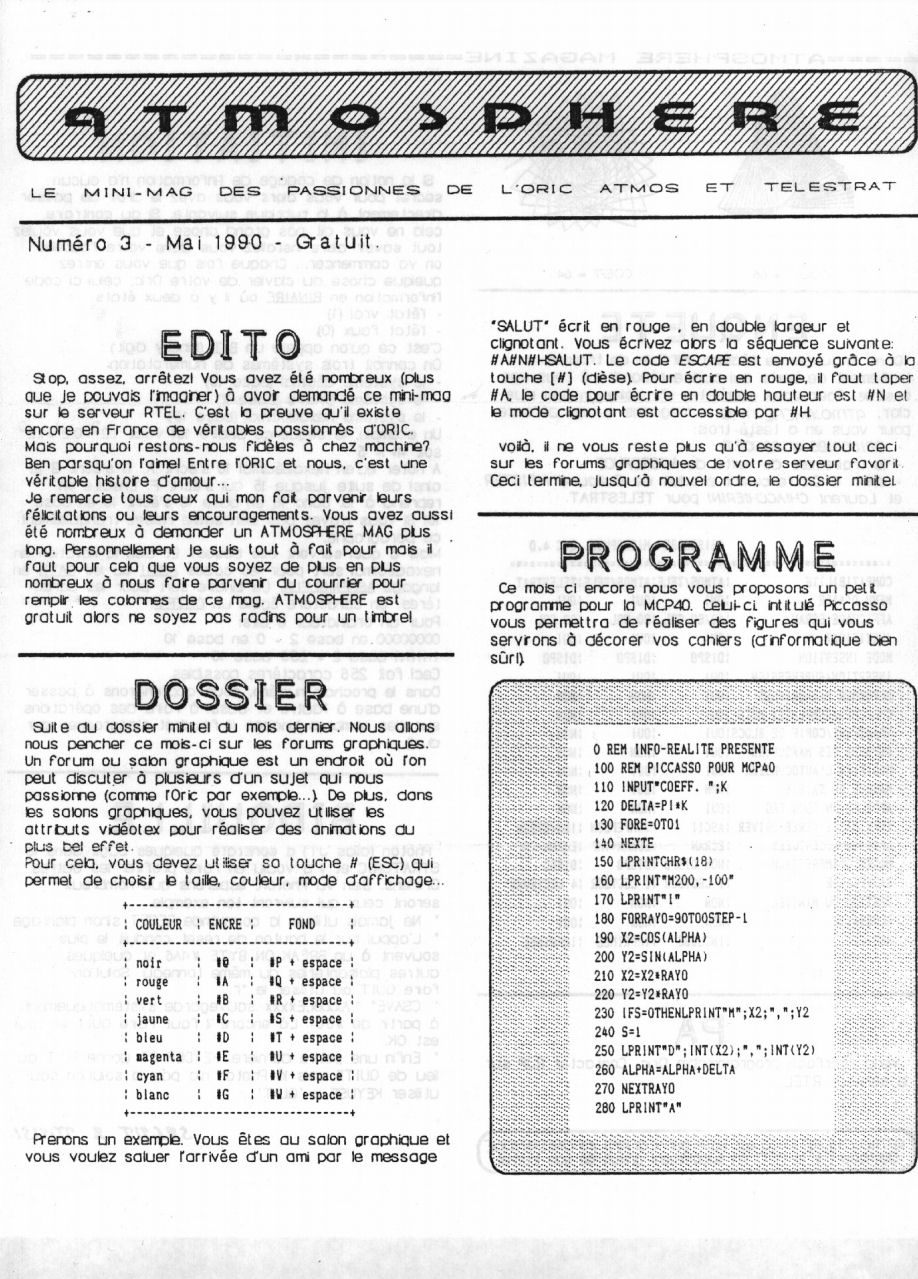 ATMOSPHERE
LE MINI-MAG DES PASSIONNES DE L'ORIC ATMOS ET TELESTRAT
Numéro 3 - Mai 1990 - Gratuit.
EDITO
Stop, assez, arrêtez! Vous avez été nombreux (plus
que je pouvais l'imaginer) à avoir demandé ce mini-mag
sur le serveur RTEL. C'est la preuve qu'il existe
encore en France de véritables passionnés d'ORIC.
Mais pourquoi restons-nous fidèles à chez machine?
Ben parsqu'on l'aime! Entre l'ORIC et nous, c'est une
véritable histoire d'amour...
Je remercie tous ceux qui mon fait parvenir leurs
félicitations ou leurs encouragements. Vous avez aussi
été nombreux à demander un ATMOSPHERE MAG plus
long. Personnellement je suis tout à fait pour mais il
faut pour cela que vous soyez de plus en plus
nombreux à nous faire parvenir du courrier pour
remplir les colonnes de ce mag. ATMOSPHERE est
gratuit alors ne soyez pas radins pour un timbre!
DOSSIER
Suite du dossier minitel du mois dernier. Nous allons
nous pencher ce mois-ci sur les forums graphiques.
Un forum ou salon graphique est un endroit où l'on
peut discuter à plusieurs d'un sujet qui nous
passionne (comme l'Oric par exemple...). De plus, dans
les salons graphiques, vous pouvez utiliser les
attributs vidéotex pour réaliser des animations du
plus bel effet.
Pour cela, vous devez utiliser so touche # (ESC) qui
permet de choisir le taille, couleur, mode d'affichage...
+--------------------------------+
¦ COULEUR ¦ ENCRE ¦ FOND ¦
+--------------------------------+
¦ noir ¦ #@ ¦ #P + espace ¦
¦ rouge ¦ #A ¦ #Q + espace ¦
¦ vert ¦ #B ¦ #R + espace ¦
¦ jaune ¦ #C ¦ #S + espace ¦
¦ bleu ¦ #D ¦ #T + espace ¦
¦ magenta ¦ #E ¦ #U + espace ¦
¦ cyan ¦ #F ¦ #V + espace ¦
¦ blanc ¦ #G ¦ #W + espace ¦
+--------------------------------+
Prenons un exemple. Vous êtes au salon graphique et
vous voulez saluer l'arrivée d'un ami par le message
"SALUT" écrit en rouge , en double largeur et
clignotant. Vous écrivez alors la séquence suivante:
#A#N#HSALUT. Le code ESCAPE est envoyé grâce à la
touche [#] (dièse). Pour écrire en rouge, il faut taper
#A, le code pour écrire en double hauteur est #N et
le mode clignotant est accessible par #H.
voilà, il ne vous reste plus qu'à essayer tout ceci
sur les forums graphiques de votre serveur favorit.
Ceci termine, jusqu'à nouvel ordre, le dossier minitel.
PROGRAMME
Ce mois ci encore nous vous proposons un petit
programme pour la MCP40. Celui-ci intitulé Piccasso
vous permettra de réaliser des figures qui vous
servirons à décorer vos cahiers (d'informatique bien
sûr!).
0 REM INFO-REALITE PRESENTE
100 REM PICCASSO POUR MCP40
110 INPUT"COEFF. ";K
120 DELTA=PI*K
130 FORE=0TO1
140 NEXTE
150 LPRINTCHR$(18)
160 LPRINT"M200,-100"
170 LPRINT"I"
180 FORRAYO=90TO0STEP-1
190 X2=COS(ALPHA)
200 Y2=SIN(ALPHA)
210 X2=X2*RAYO
220 Y2=Y2*RAYO
230 IFS=0THENLPRINT"M";X2;",";Y2
240 S=1
250 LPRINT"D";INT(X2);",";INT(Y2)
260 ALPHA=ALPHA+DELTA
270 NEXTRAYO
280 LPRINT"A"